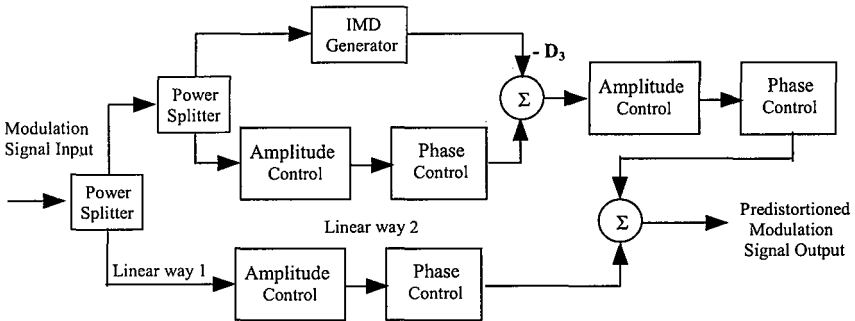 IMD
Generator
- D3
Power
Splitter
Σ
Amplitude
Control
Phase
Control
Modulation
Signal Input
Amplitude
Control
Phase
Control
Power
Splitter
Linear way 2
Σ
Predistortioned
Modulation
Signal Output
Linear way 1
Amplitude
Control
Phase
Control